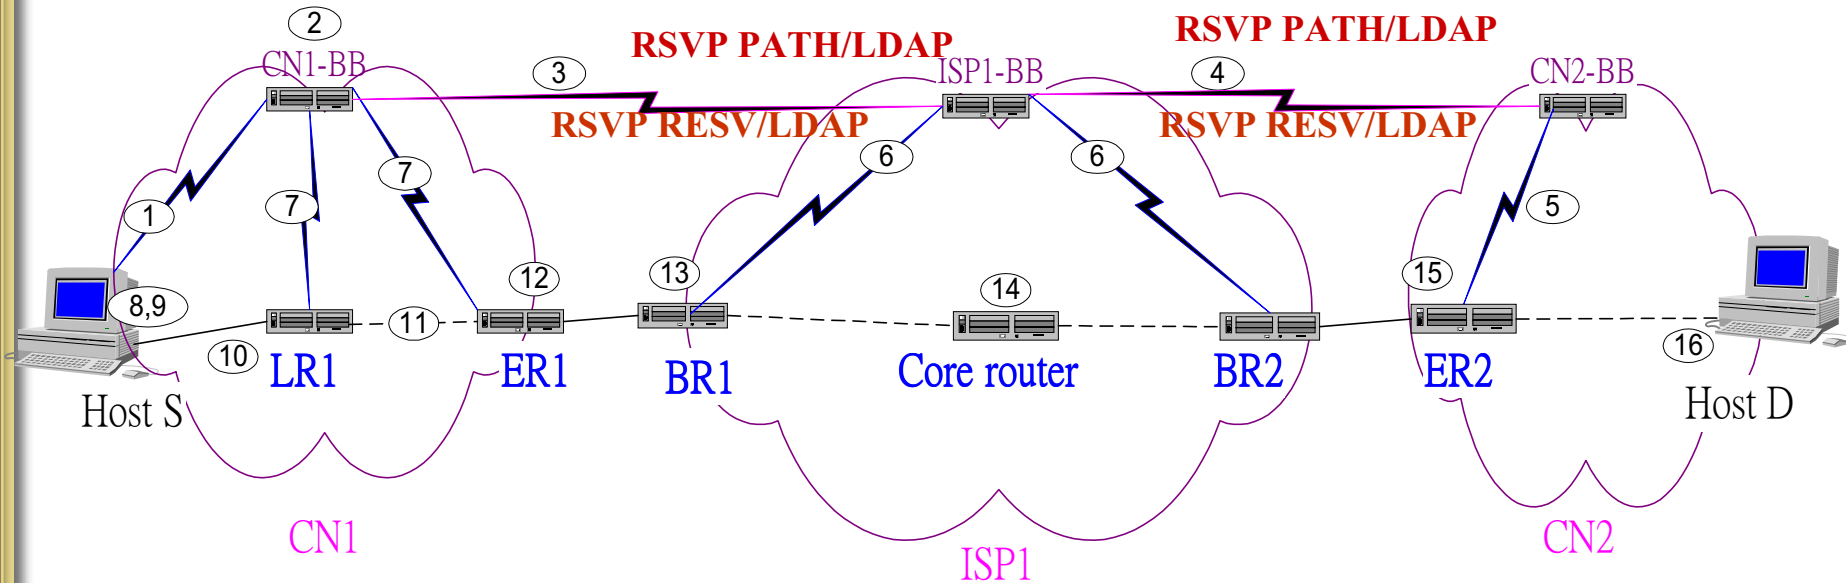 2
RSVP PATH/LDAP
RSVP PATH/LDAP
CN1-BB
3
ISP1-BB
4
CN2-BB
RSVP RESV/LDAP
RSVP RESV/LDAP
6
6
7
7
1
5
8,9
12
13
14
15
11
10
16
LR1
ER1
BR1
Core router
BR2
ER2
Host S
Host D
CN1
ISP1
CN2